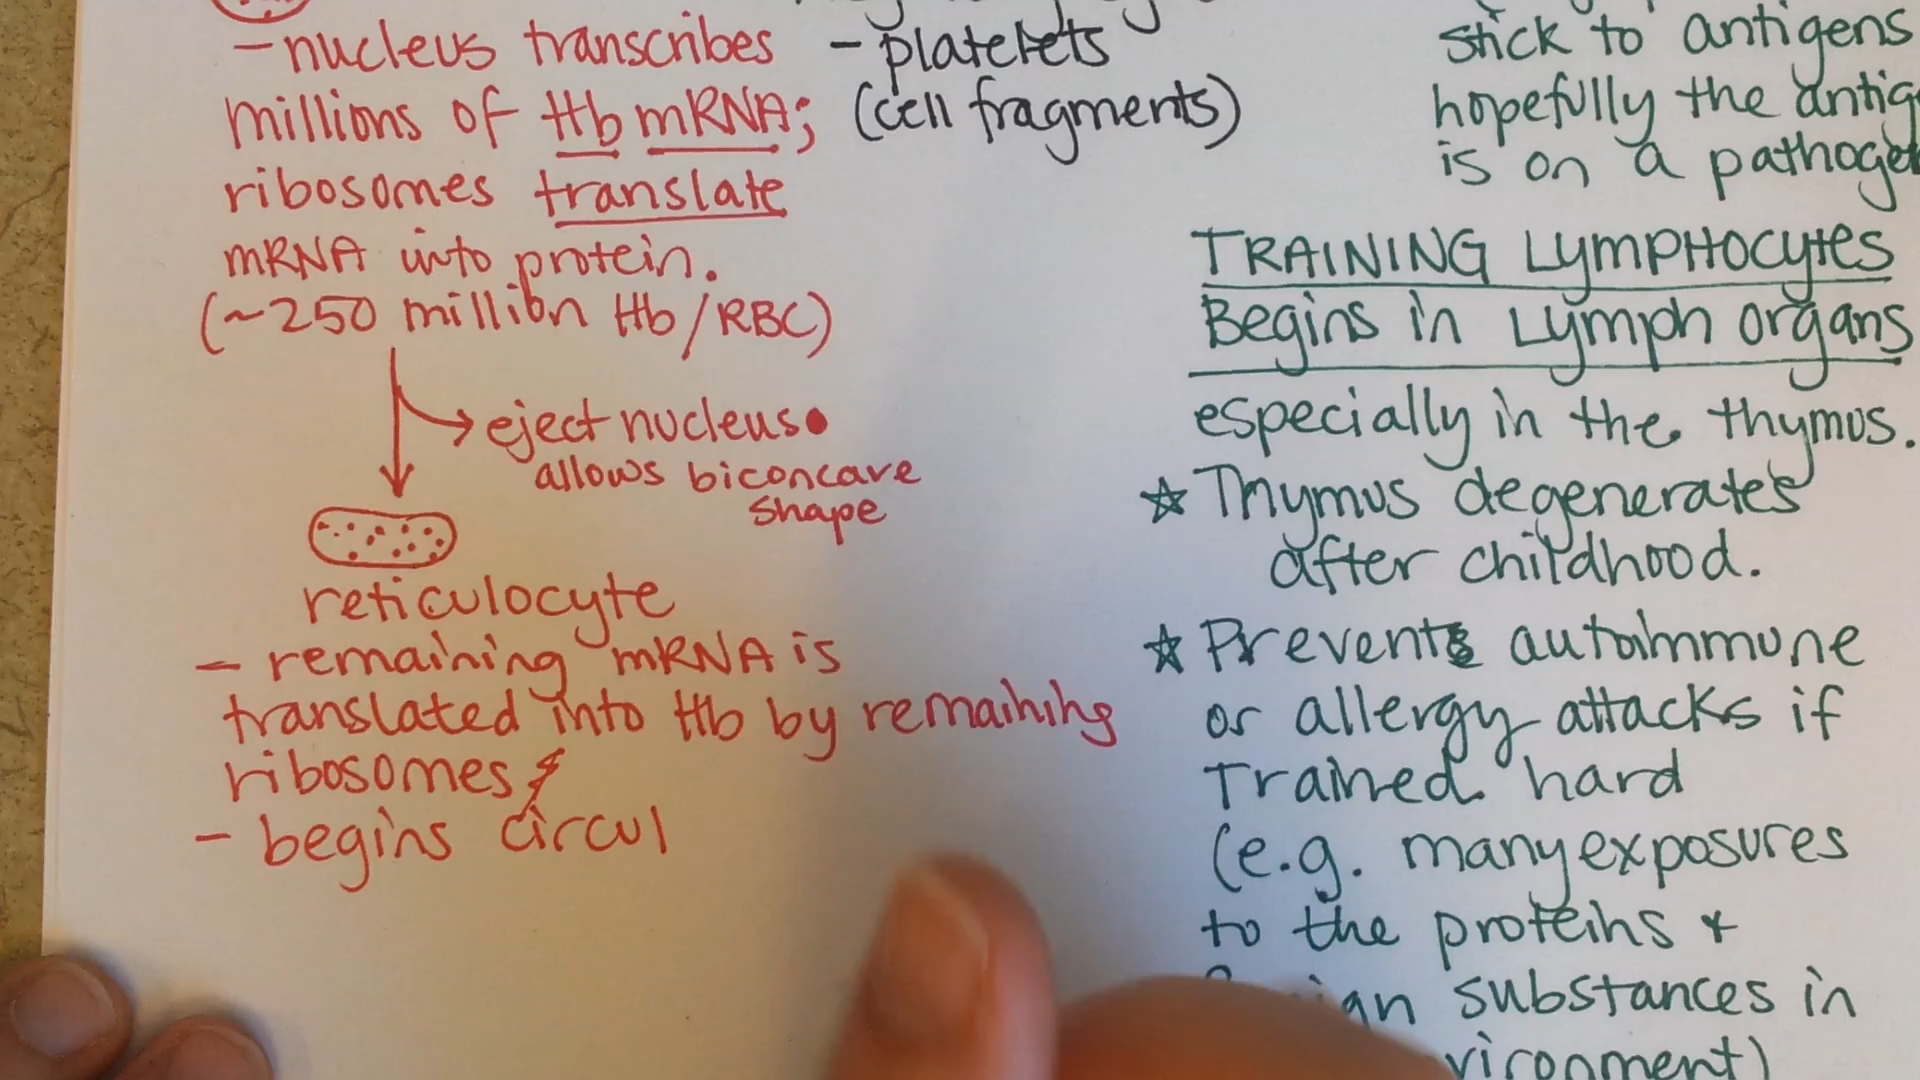 - nucleus transcribes
millions of Hb mRNA;
ribosomes translate
mRNA into protein.
(~250 million Hb/RBC)
eject nucleus
allows biconcave
shape
reticulocyte
- remaining mRNA is
translated into Hb by remaining
ribosomes
- begins circul
- platelets
(cell fragments)
stick to antigens
hopefully the antig
is on a pathoge
TRAINING LYMPHOCYTES
Begins in Lymph organs
especially in the thymus.
☆ Thymus degenerates
after childhood.
☆ Prevents autoimmune
or allergy attacks if
Trained hard
(e.g. many exposures
to the proteins +
substances in
vironment)